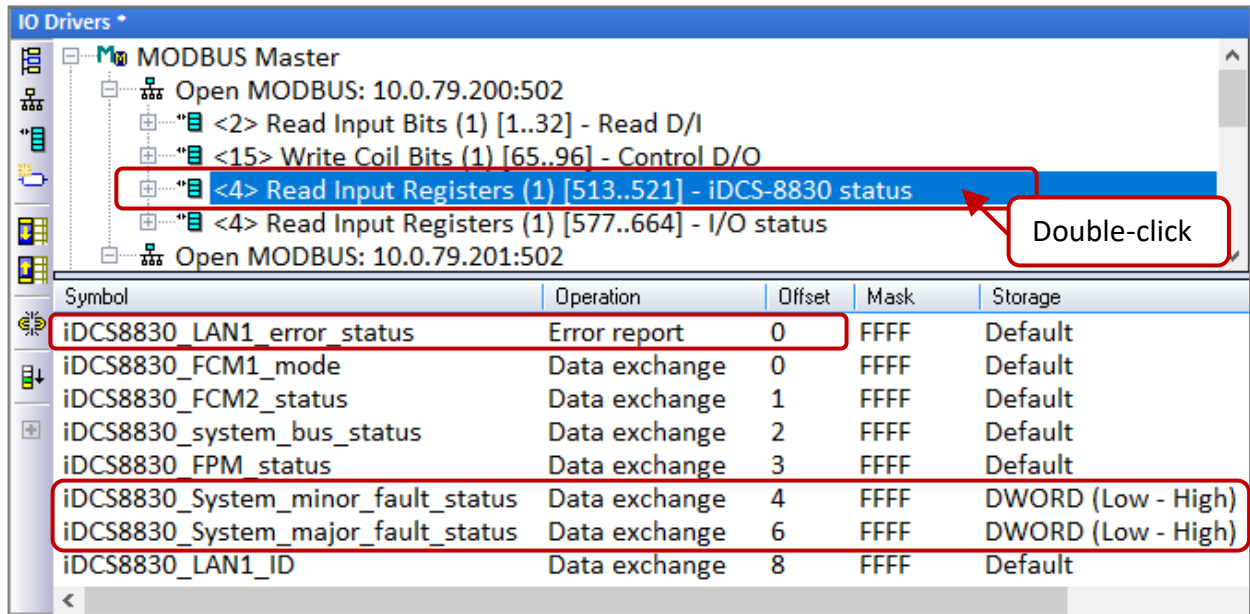 IO Drivers *
MODBUS Master
Open MODBUS: 10.0.79.200:502
<2> Read Input Bits (1) [1..32] - Read D/I
<15> Write Coil Bits (1) [65..96] - Control D/O
<4> Read Input Registers (1) [513..521] - iDCS-8830 status
<4> Read Input Registers (1) [577..664] - I/O status
Double-click
Open MODBUS: 10.0.79.201:502
Symbol Operation Offset Mask Storage
iDCS8830_LAN1_error_status Error report 0 FFFF Default
iDCS8830_FCM1_mode Data exchange 0 FFFF Default
iDCS8830_FCM2_status Data exchange 1 FFFF Default
iDCS8830_system_bus_status Data exchange 2 FFFF Default
iDCS8830_FPM_status Data exchange 3 FFFF Default
iDCS8830_System_minor_fault_status Data exchange 4 FFFF DWORD (Low - High)
iDCS8830_System_major_fault_status Data exchange 6 FFFF DWORD (Low - High)
iDCS8830_LAN1_ID Data exchange 8 FFFF Default